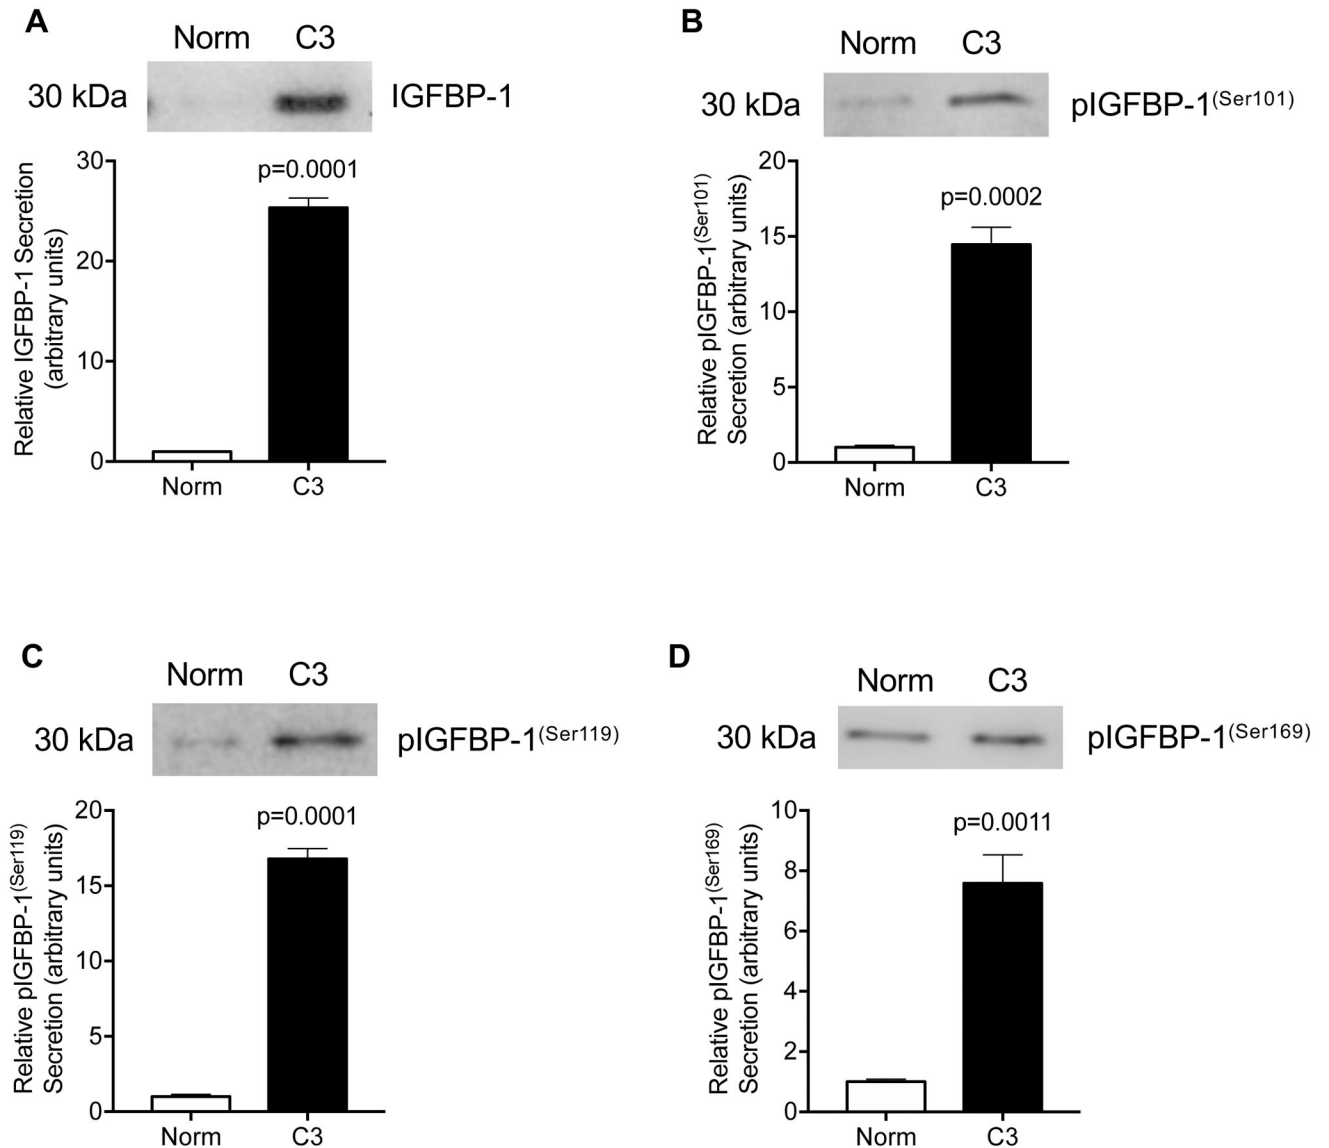 A
Norm C3
30 kDa IGFBP-1
Relative IGFBP-1 Secretion
(arbitrary units)
30
20
10
0
p=0.0001
Norm C3
B
Norm C3
30 kDa pIGFBP-1(Ser101)
Relative pIGFBP-1(Ser101)
Secretion (arbitrary units)
20
15
10
5
0
p=0.0002
Norm C3
C
Norm C3
30 kDa pIGFBP-1(Ser119)
Relative pIGFBP-1(Ser119)
Secretion (arbitrary units)
20
15
10
5
0
p=0.0001
Norm C3
D
Norm C3
30 kDa pIGFBP-1(Ser169)
Relative pIGFBP-1(Ser169)
Secretion (arbitrary units)
10
8
6
4
2
0
p=0.0011
Norm C3